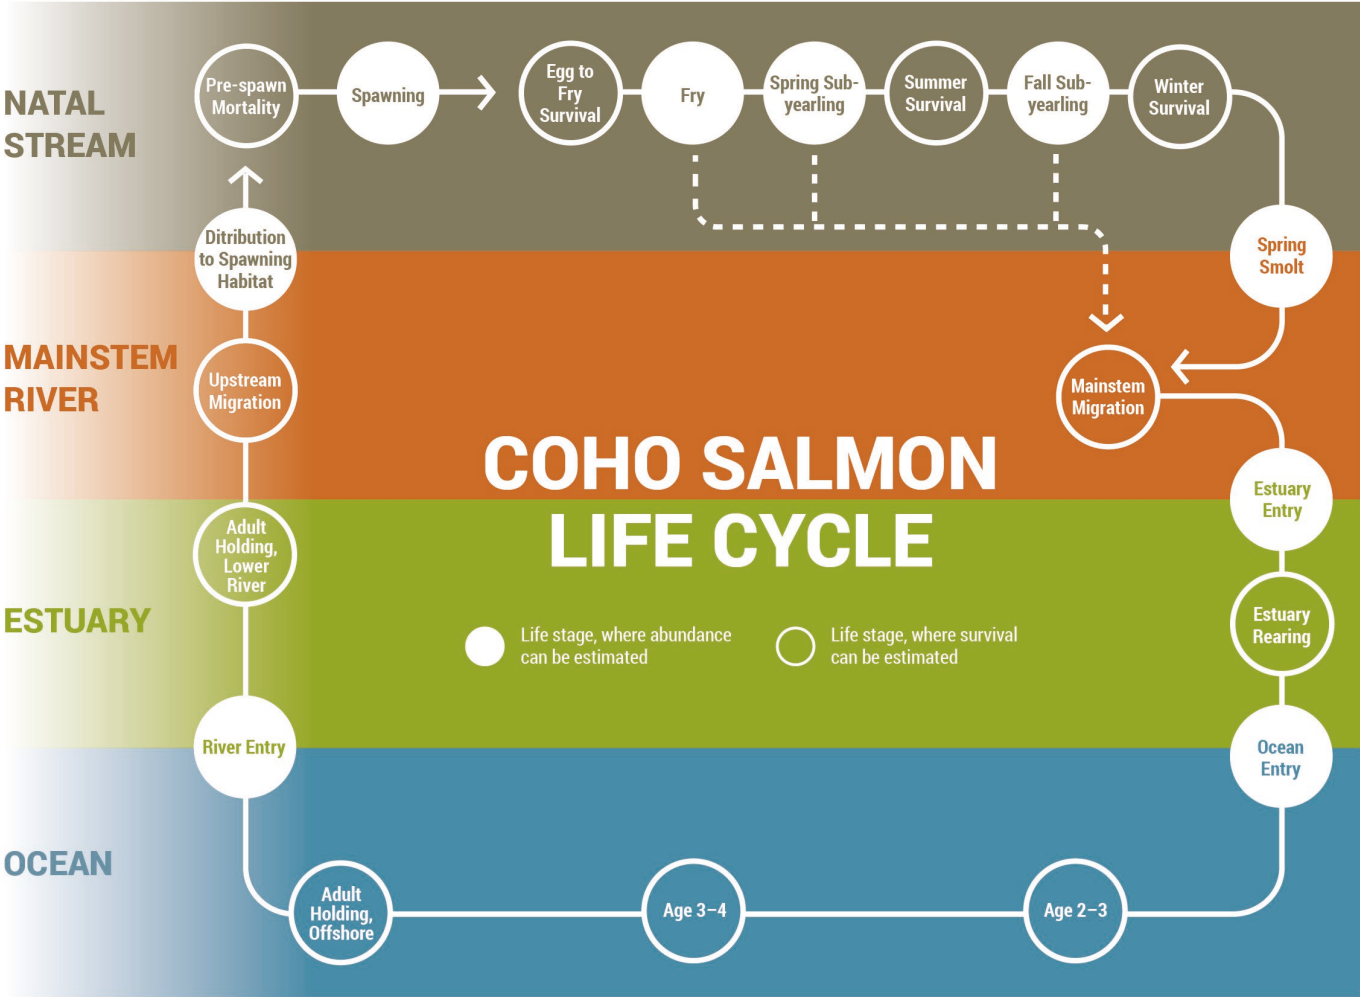 NATAL
STREAM
Pre-spawn
Mortality
Spawning
Egg to
Fry
Survival
Fry
Spring Sub-
yearling
Summer
Survival
Fall Sub-
yearling
Winter
Survival
Ditribution
to Spawning
Habitat
Spring
Smolt
MAINSTEM
RIVER
Upstream
Migration
Mainstem
Migration
COHO SALMON
LIFE CYCLE
Estuary
Entry
Adult
Holding,
Lower
River
ESTUARY
Life stage, where abundance
can be estimated
Life stage, where survival
can be estimated
Estuary
Rearing
River Entry
Ocean
Entry
OCEAN
Adult
Holding,
Offshore
Age 3–4
Age 2–3